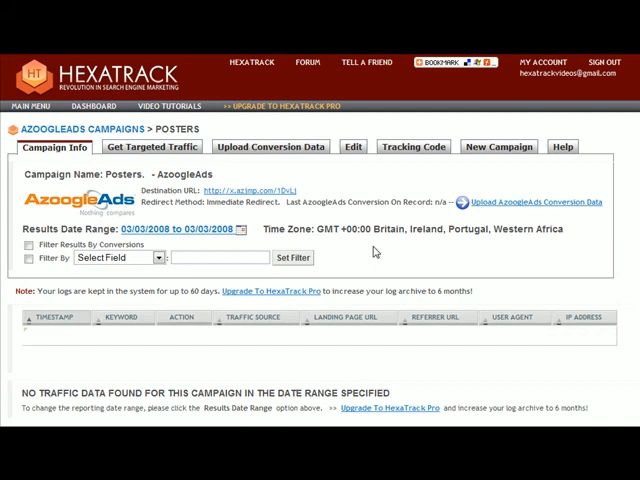 HEXATRACK FORUM TELL A FRIEND BOOKMARK MY ACCOUNT SIGN OUT
HT HEXATRACK hexatrackvideos@gmail.com
REVOLUTION IN SEARCH ENGINE MARKETING
MAIN MENU DASHBOARD VIDEO TUTORIALS >> UPGRADE TO HEXATRACK PRO
AZOOGLEADS CAMPAIGNS > POSTERS
Campaign Info Get Targeted Traffic Upload Conversion Data Edit Tracking Code New Campaign Help
Campaign Name: Posters. - AzoogleAds
AzoogleAds Destination URL: http://x.azjmp.com/1DvLj
Nothing compares Redirect Method: Immediate Redirect. Last AzoogleAds Conversion On Record: n/a -- Upload AzoogleAds Conversion Data
Results Date Range: 03/03/2008 to 03/03/2008 Time Zone: GMT +00:00 Britain, Ireland, Portugal, Western Africa
Filter Results By Conversions
Filter By Select Field : Set Filter
Note: Your logs are kept in the system for up to 60 days. Upgrade To HexaTrack Pro to increase your log archive to 6 months!
TIMESTAMP KEYWORD ACTION TRAFFIC SOURCE LANDING PAGE URL REFERRER URL USER AGENT IP ADDRESS
NO TRAFFIC DATA FOUND FOR THIS CAMPAIGN IN THE DATE RANGE SPECIFIED
To change the reporting date range, please click the Results Date Range option above. >> Upgrade To HexaTrack Pro and increase your log archive to 6 months!